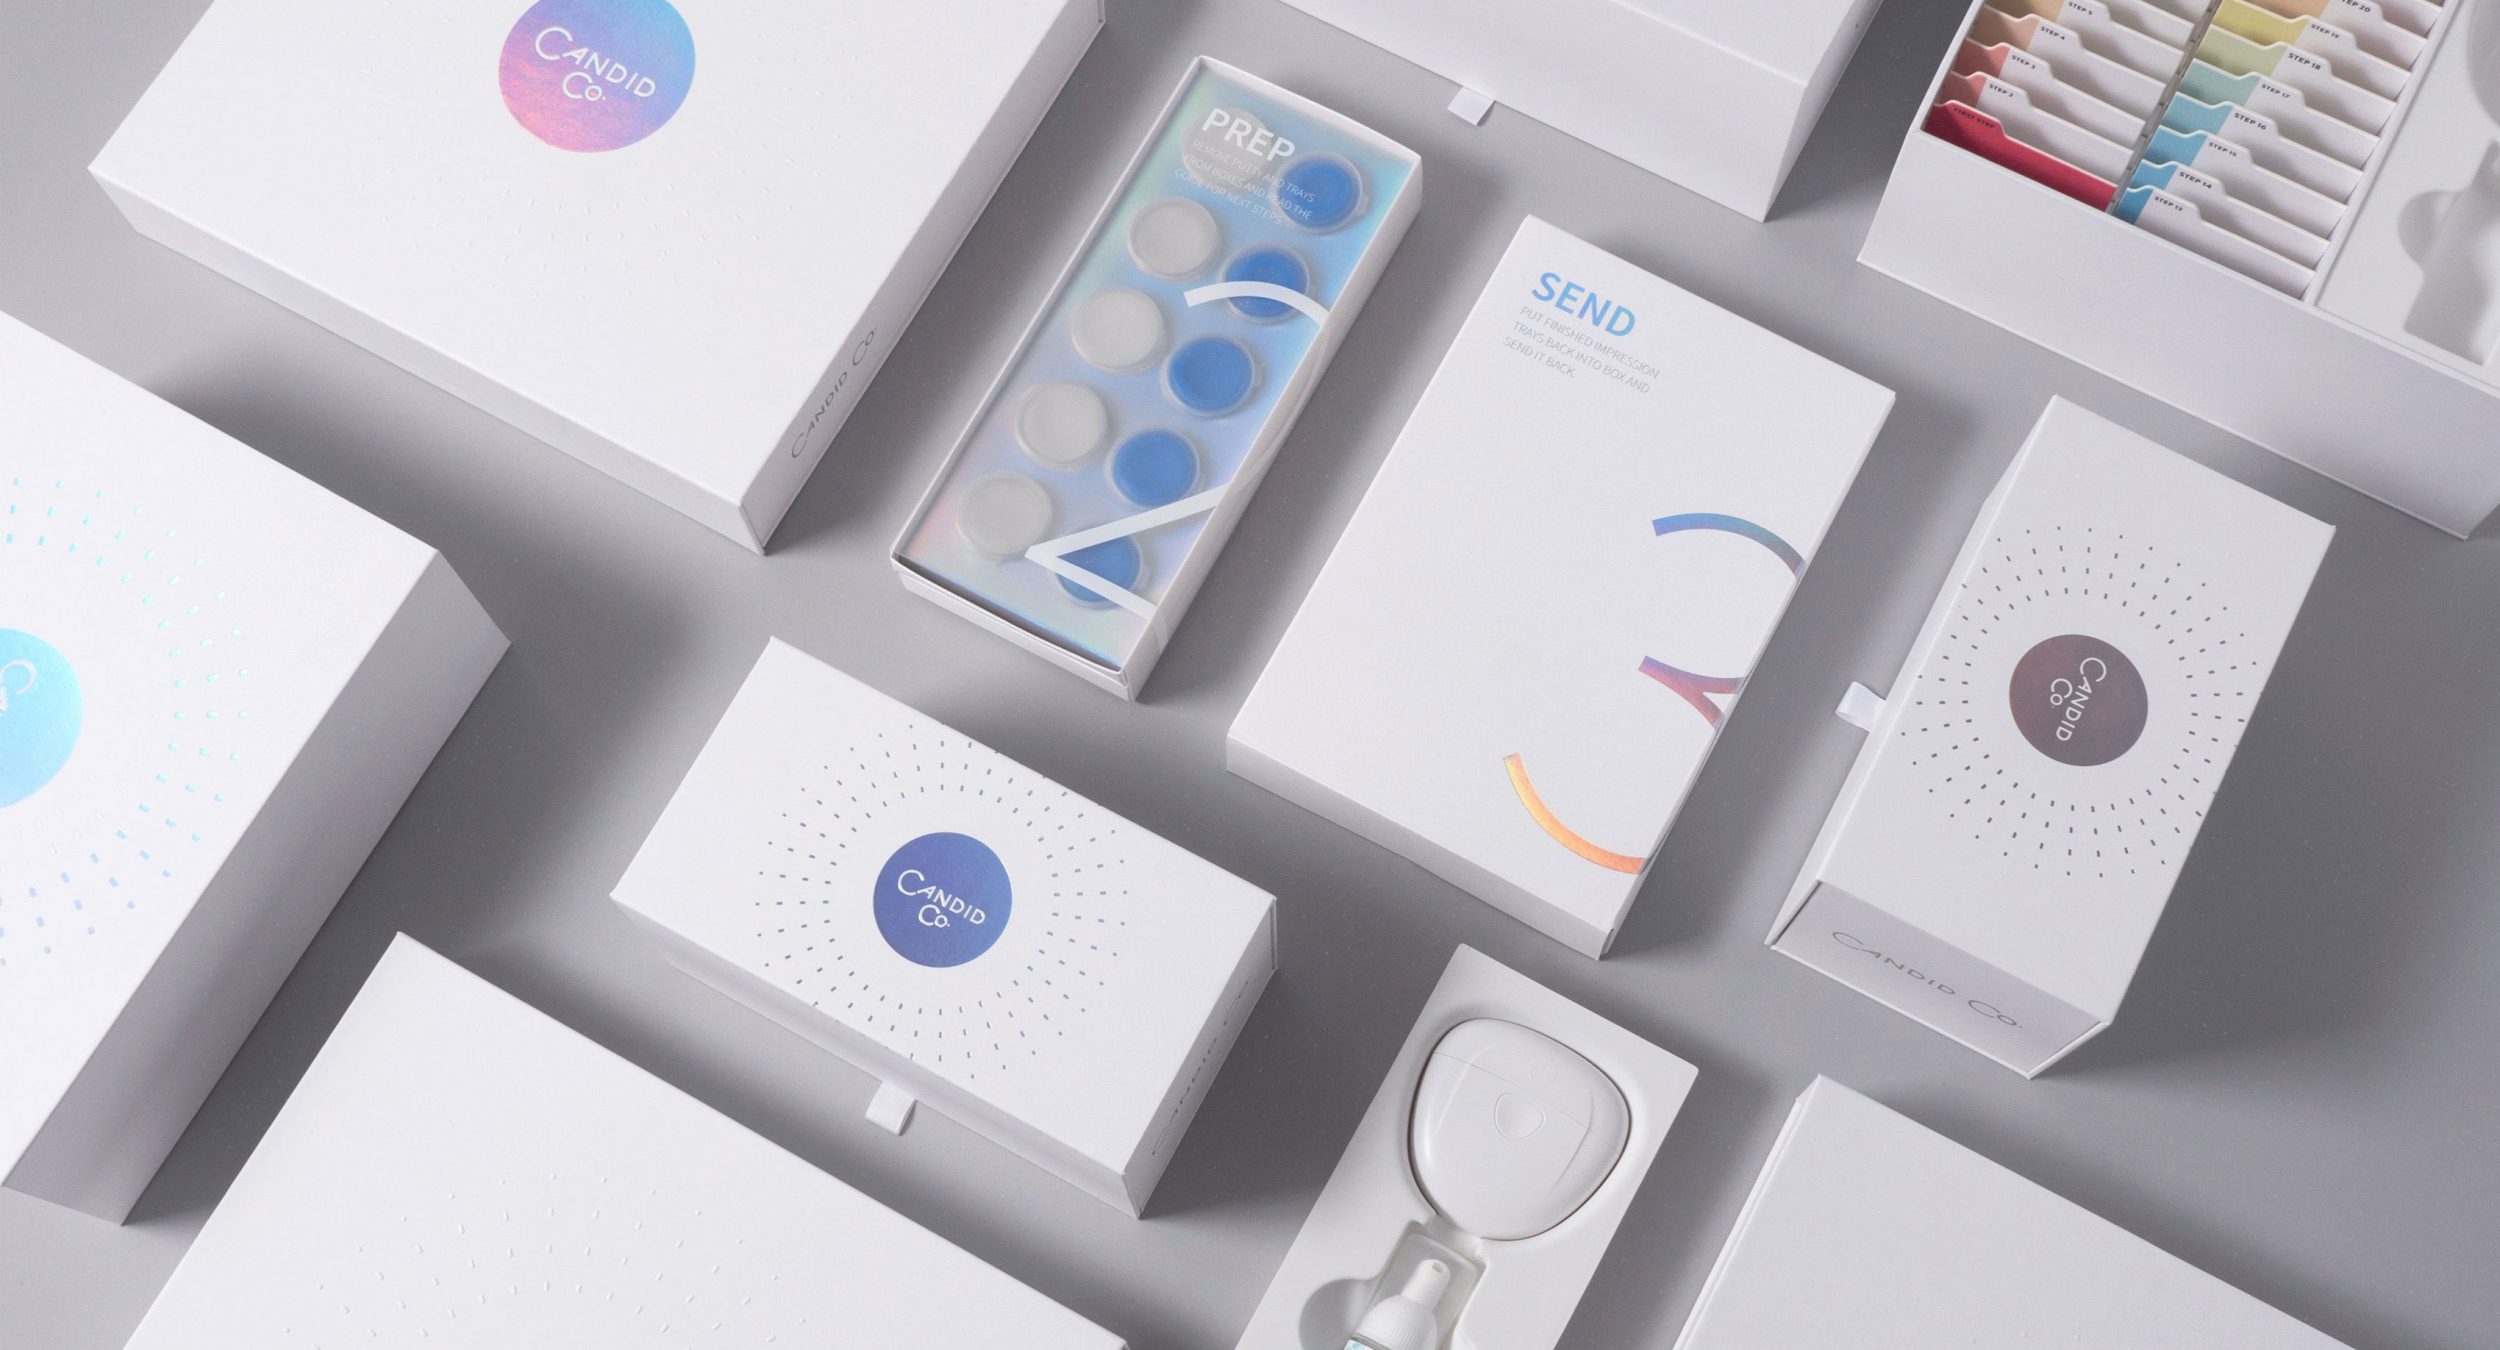 CANDID
CO.
CANDID CO
PREP
REMOVE PUTTY AND TRAYS
FROM BOXES AND READ THE
GUIDE FOR NEXT STEPS.
2
SEND
PUT FINISHED IMPRESSION
TRAYS BACK INTO BOX AND
SEND IT BACK.
3
STEP 5
STEP 4
STEP 3
STEP 2
FIRST STEP
STEP 20
STEP 19
STEP 18
STEP 17
STEP 16
STEP 15
STEP 14
STEP 13
CANDID
CO.
CANDID CO.
CANDID
CO.